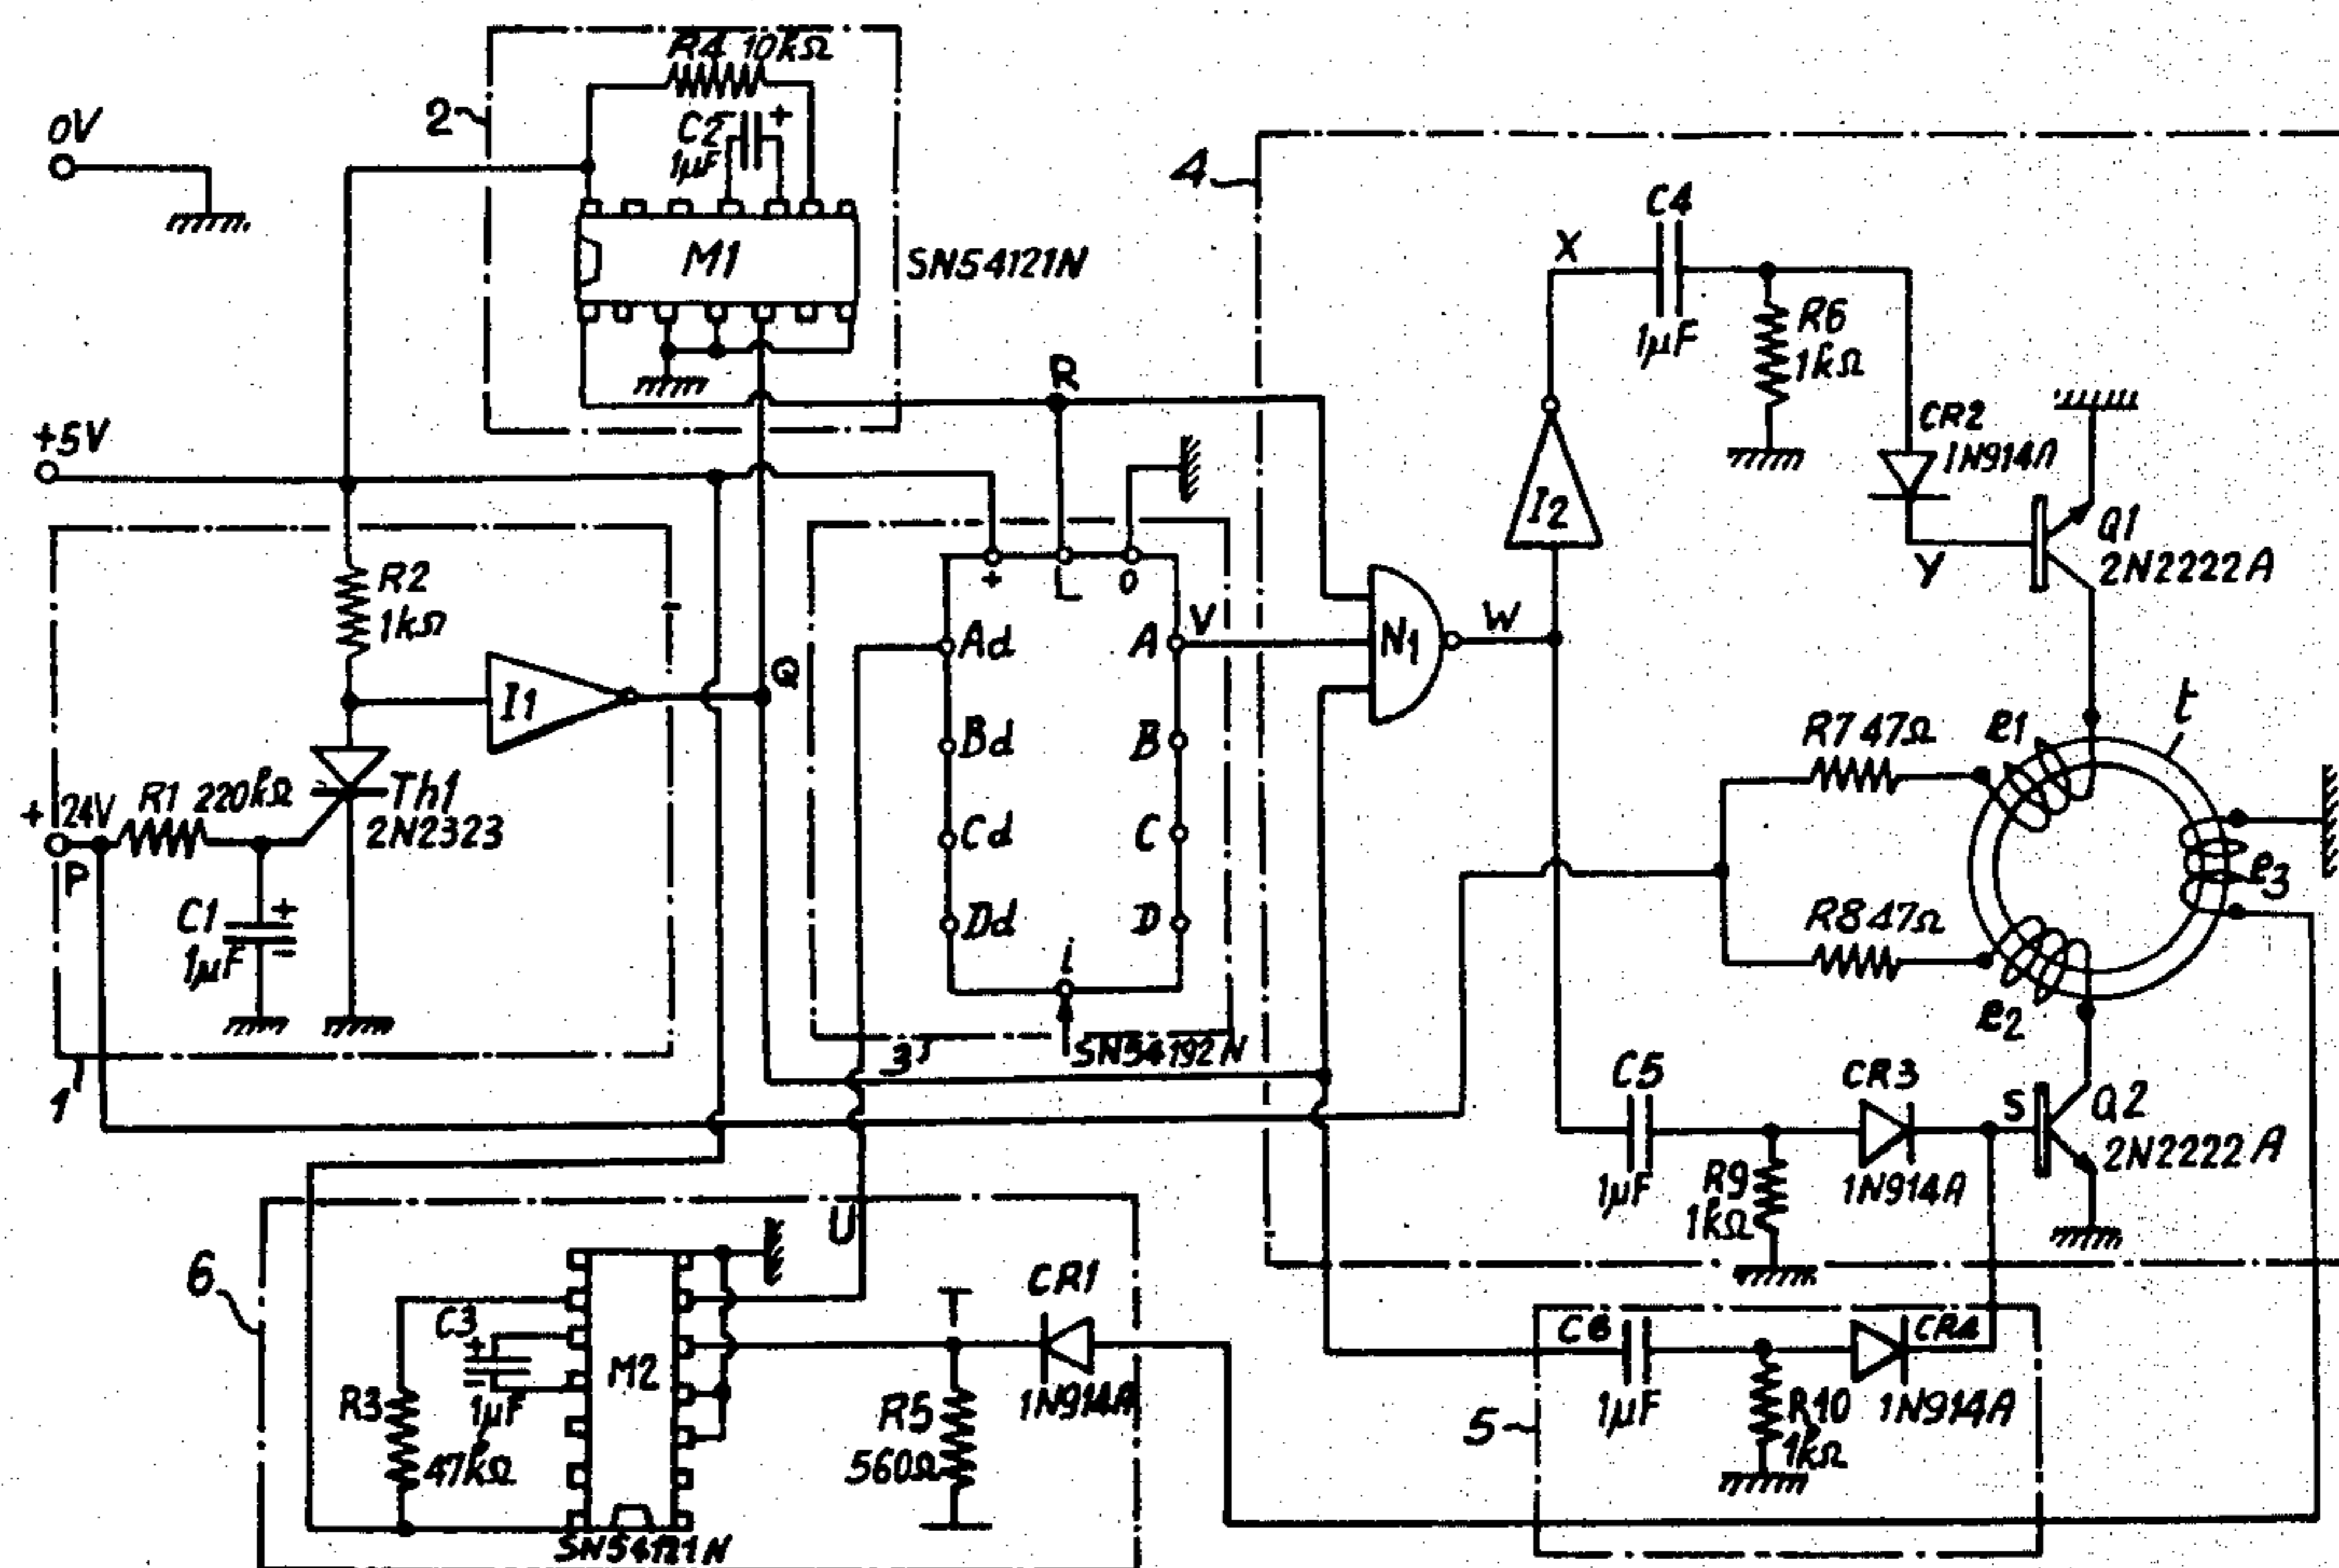 R4 10kΩ
2
C2 - +
1µF
0V
M1
SN54121N
4
C4
X
1µF
R6
1kΩ
R
+5V
CR2
1N914A
I2
Q1
2N2222A
Y
R2
1kΩ
+ L 0
Ad A V
N1
W
I1
Q
Bd B
R7 47Ω
e1
t
+24V
R1 220kΩ
Th1
2N2323
P
Cd C
e3
C1
+
1µF
-
Dd D
R8 47Ω
e2
i
3
SN54192N
1
C5
CR3
S
Q2
2N2222A
1µF
R9
1kΩ
1N914A
U
6
T
CR1
C3
+
-
1µF
M2
C6
CR4
R3
47kΩ
R5
560Ω
1N914A
5
1µF
R10
1kΩ
1N914A
SN54121N